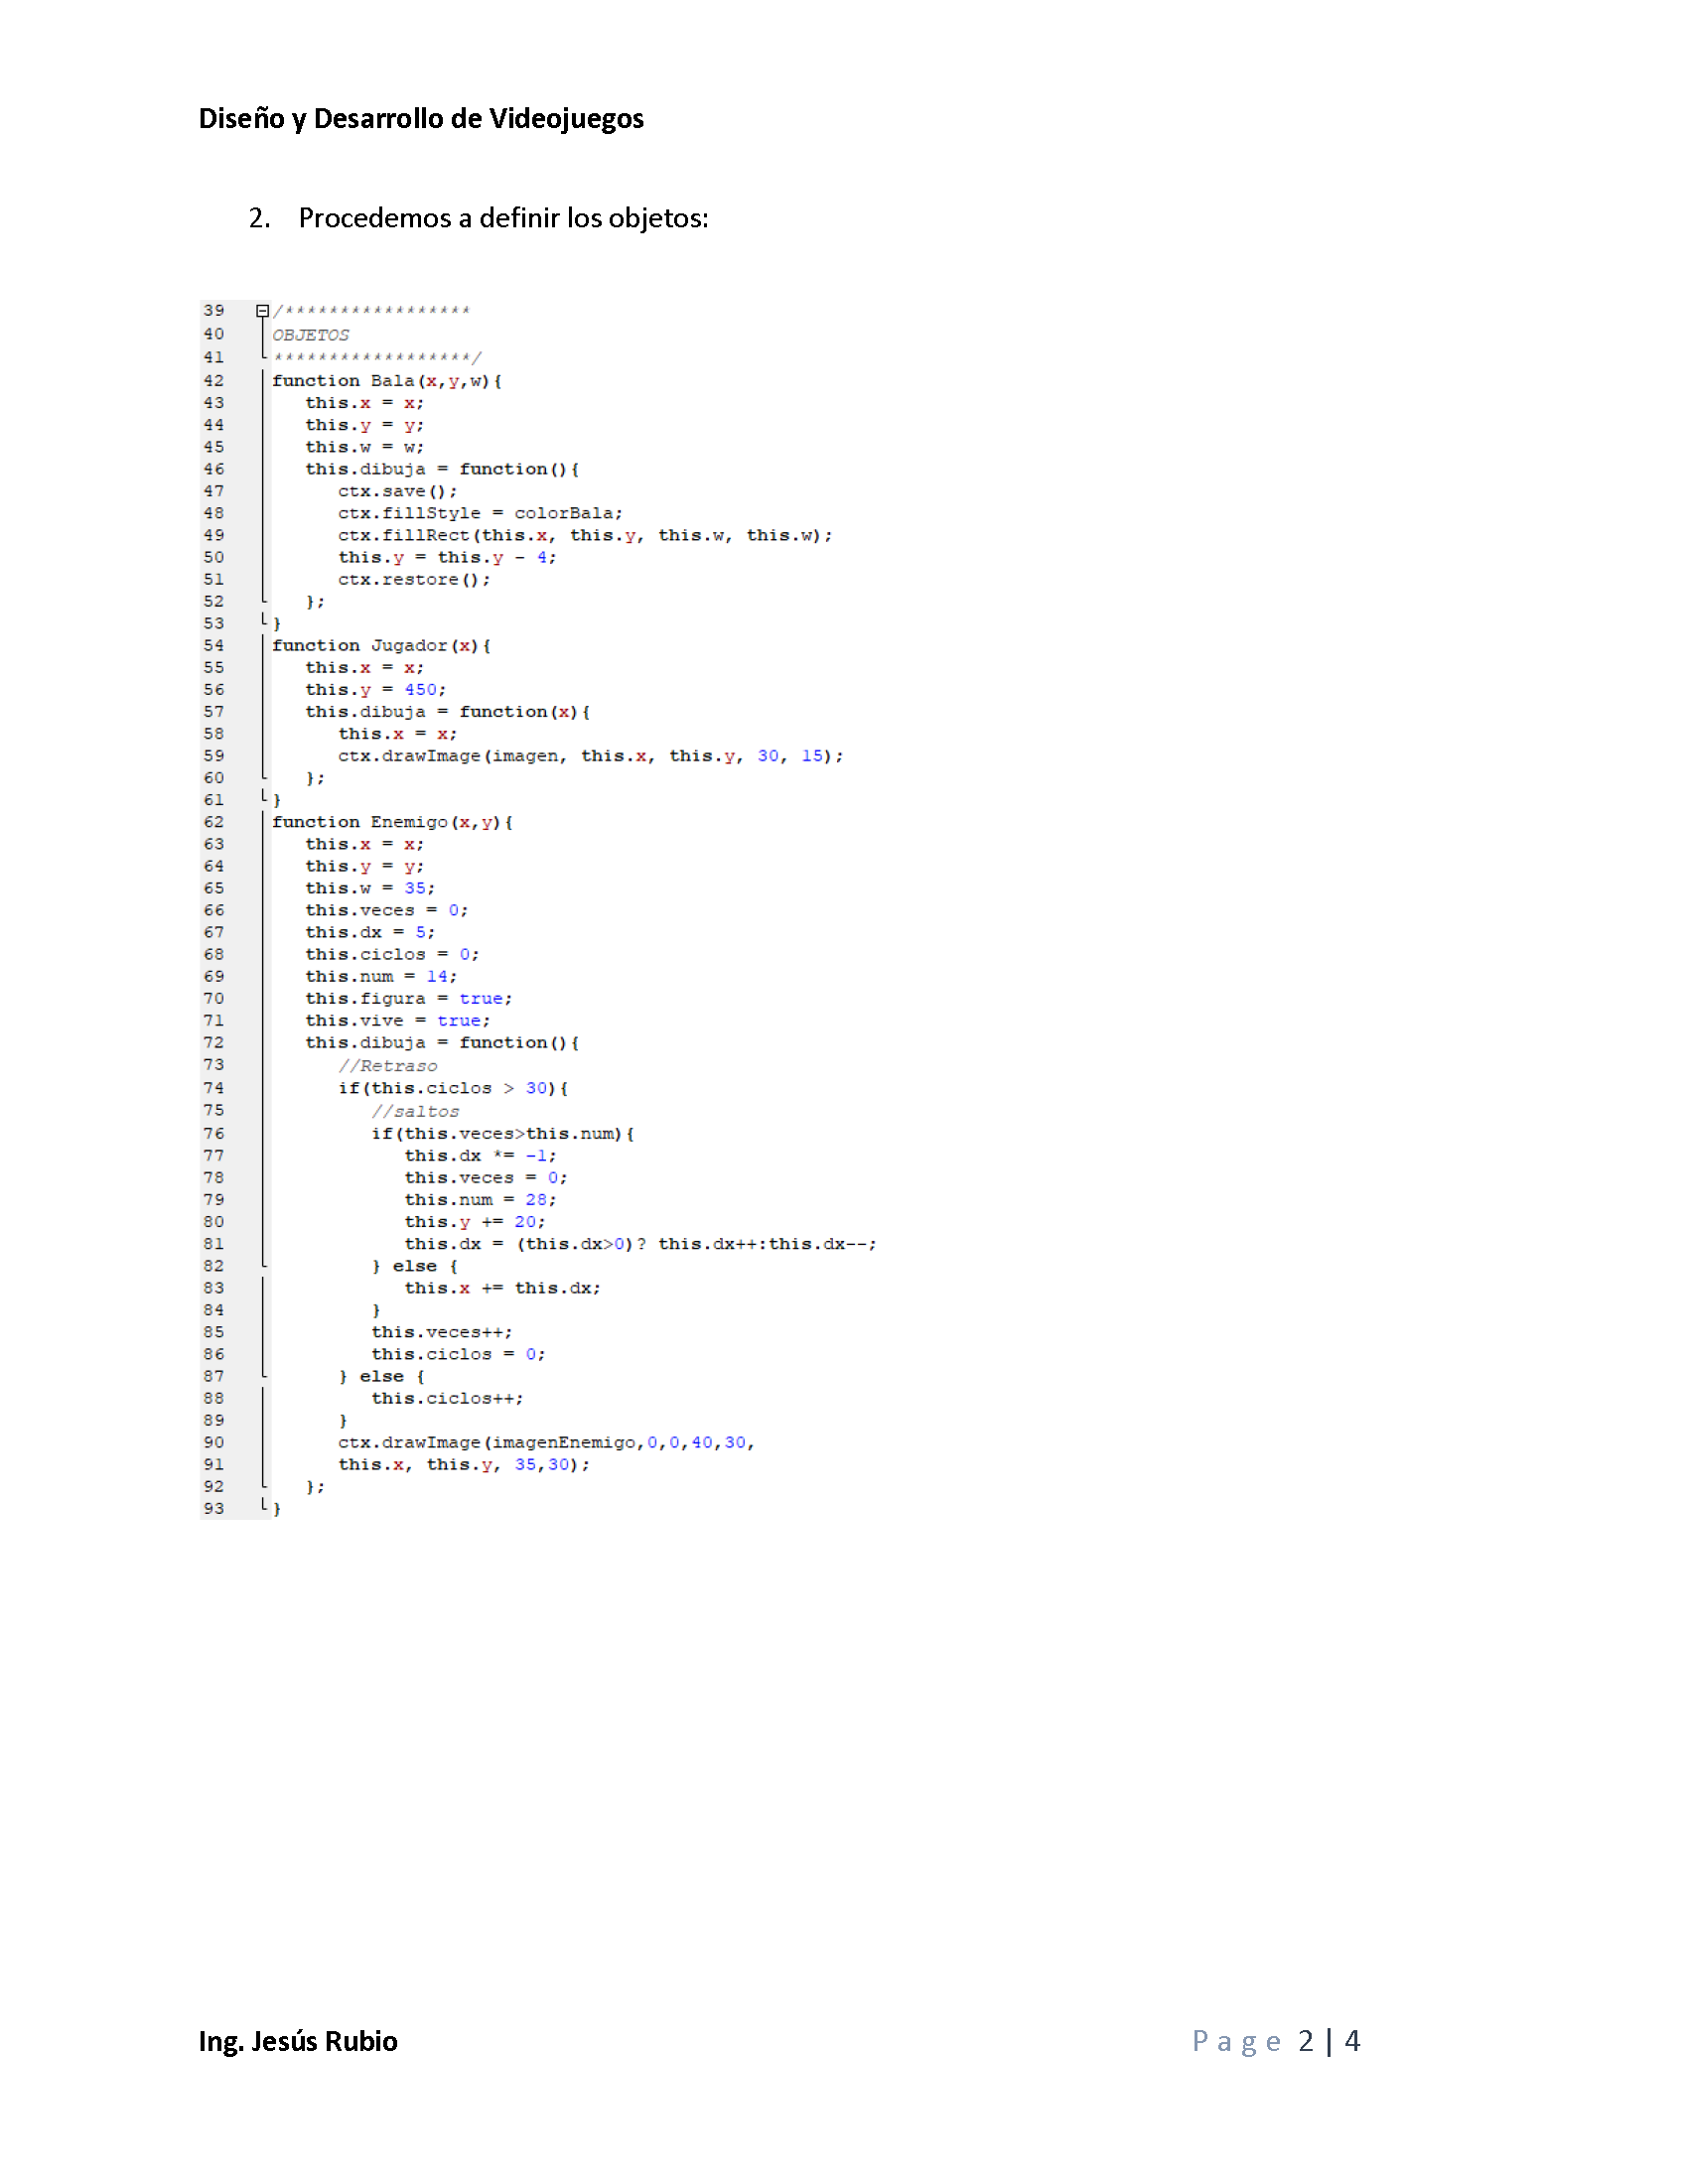 Diseño y Desarrollo de Videojuegos
2. Procedemos a definir los objetos:
39 /*****************
40 OBJETOS
41 ******************/
42 function Bala(x,y,w){
43    this.x = x;
44    this.y = y;
45    this.w = w;
46    this.dibuja = function(){
47       ctx.save();
48       ctx.fillStyle = colorBala;
49       ctx.fillRect(this.x, this.y, this.w, this.w);
50       this.y = this.y - 4;
51       ctx.restore();
52    };
53 }
54 function Jugador(x){
55    this.x = x;
56    this.y = 450;
57    this.dibuja = function(x){
58       this.x = x;
59       ctx.drawImage(imagen, this.x, this.y, 30, 15);
60    };
61 }
62 function Enemigo(x,y){
63    this.x = x;
64    this.y = y;
65    this.w = 35;
66    this.veces = 0;
67    this.dx = 5;
68    this.ciclos = 0;
69    this.num = 14;
70    this.figura = true;
71    this.vive = true;
72    this.dibuja = function(){
73       //Retraso
74       if(this.ciclos > 30){
75          //saltos
76          if(this.veces>this.num){
77             this.dx *= -1;
78             this.veces = 0;
79             this.num = 28;
80             this.y += 20;
81             this.dx = (this.dx>0)? this.dx++:this.dx--;
82          } else {
83             this.x += this.dx;
84          }
85          this.veces++;
86          this.ciclos = 0;
87       } else {
88          this.ciclos++;
89       }
90       ctx.drawImage(imagenEnemigo,0,0,40,30,
91       this.x, this.y, 35,30);
92    };
93 }
Ing. Jesús Rubio Page 2 | 4